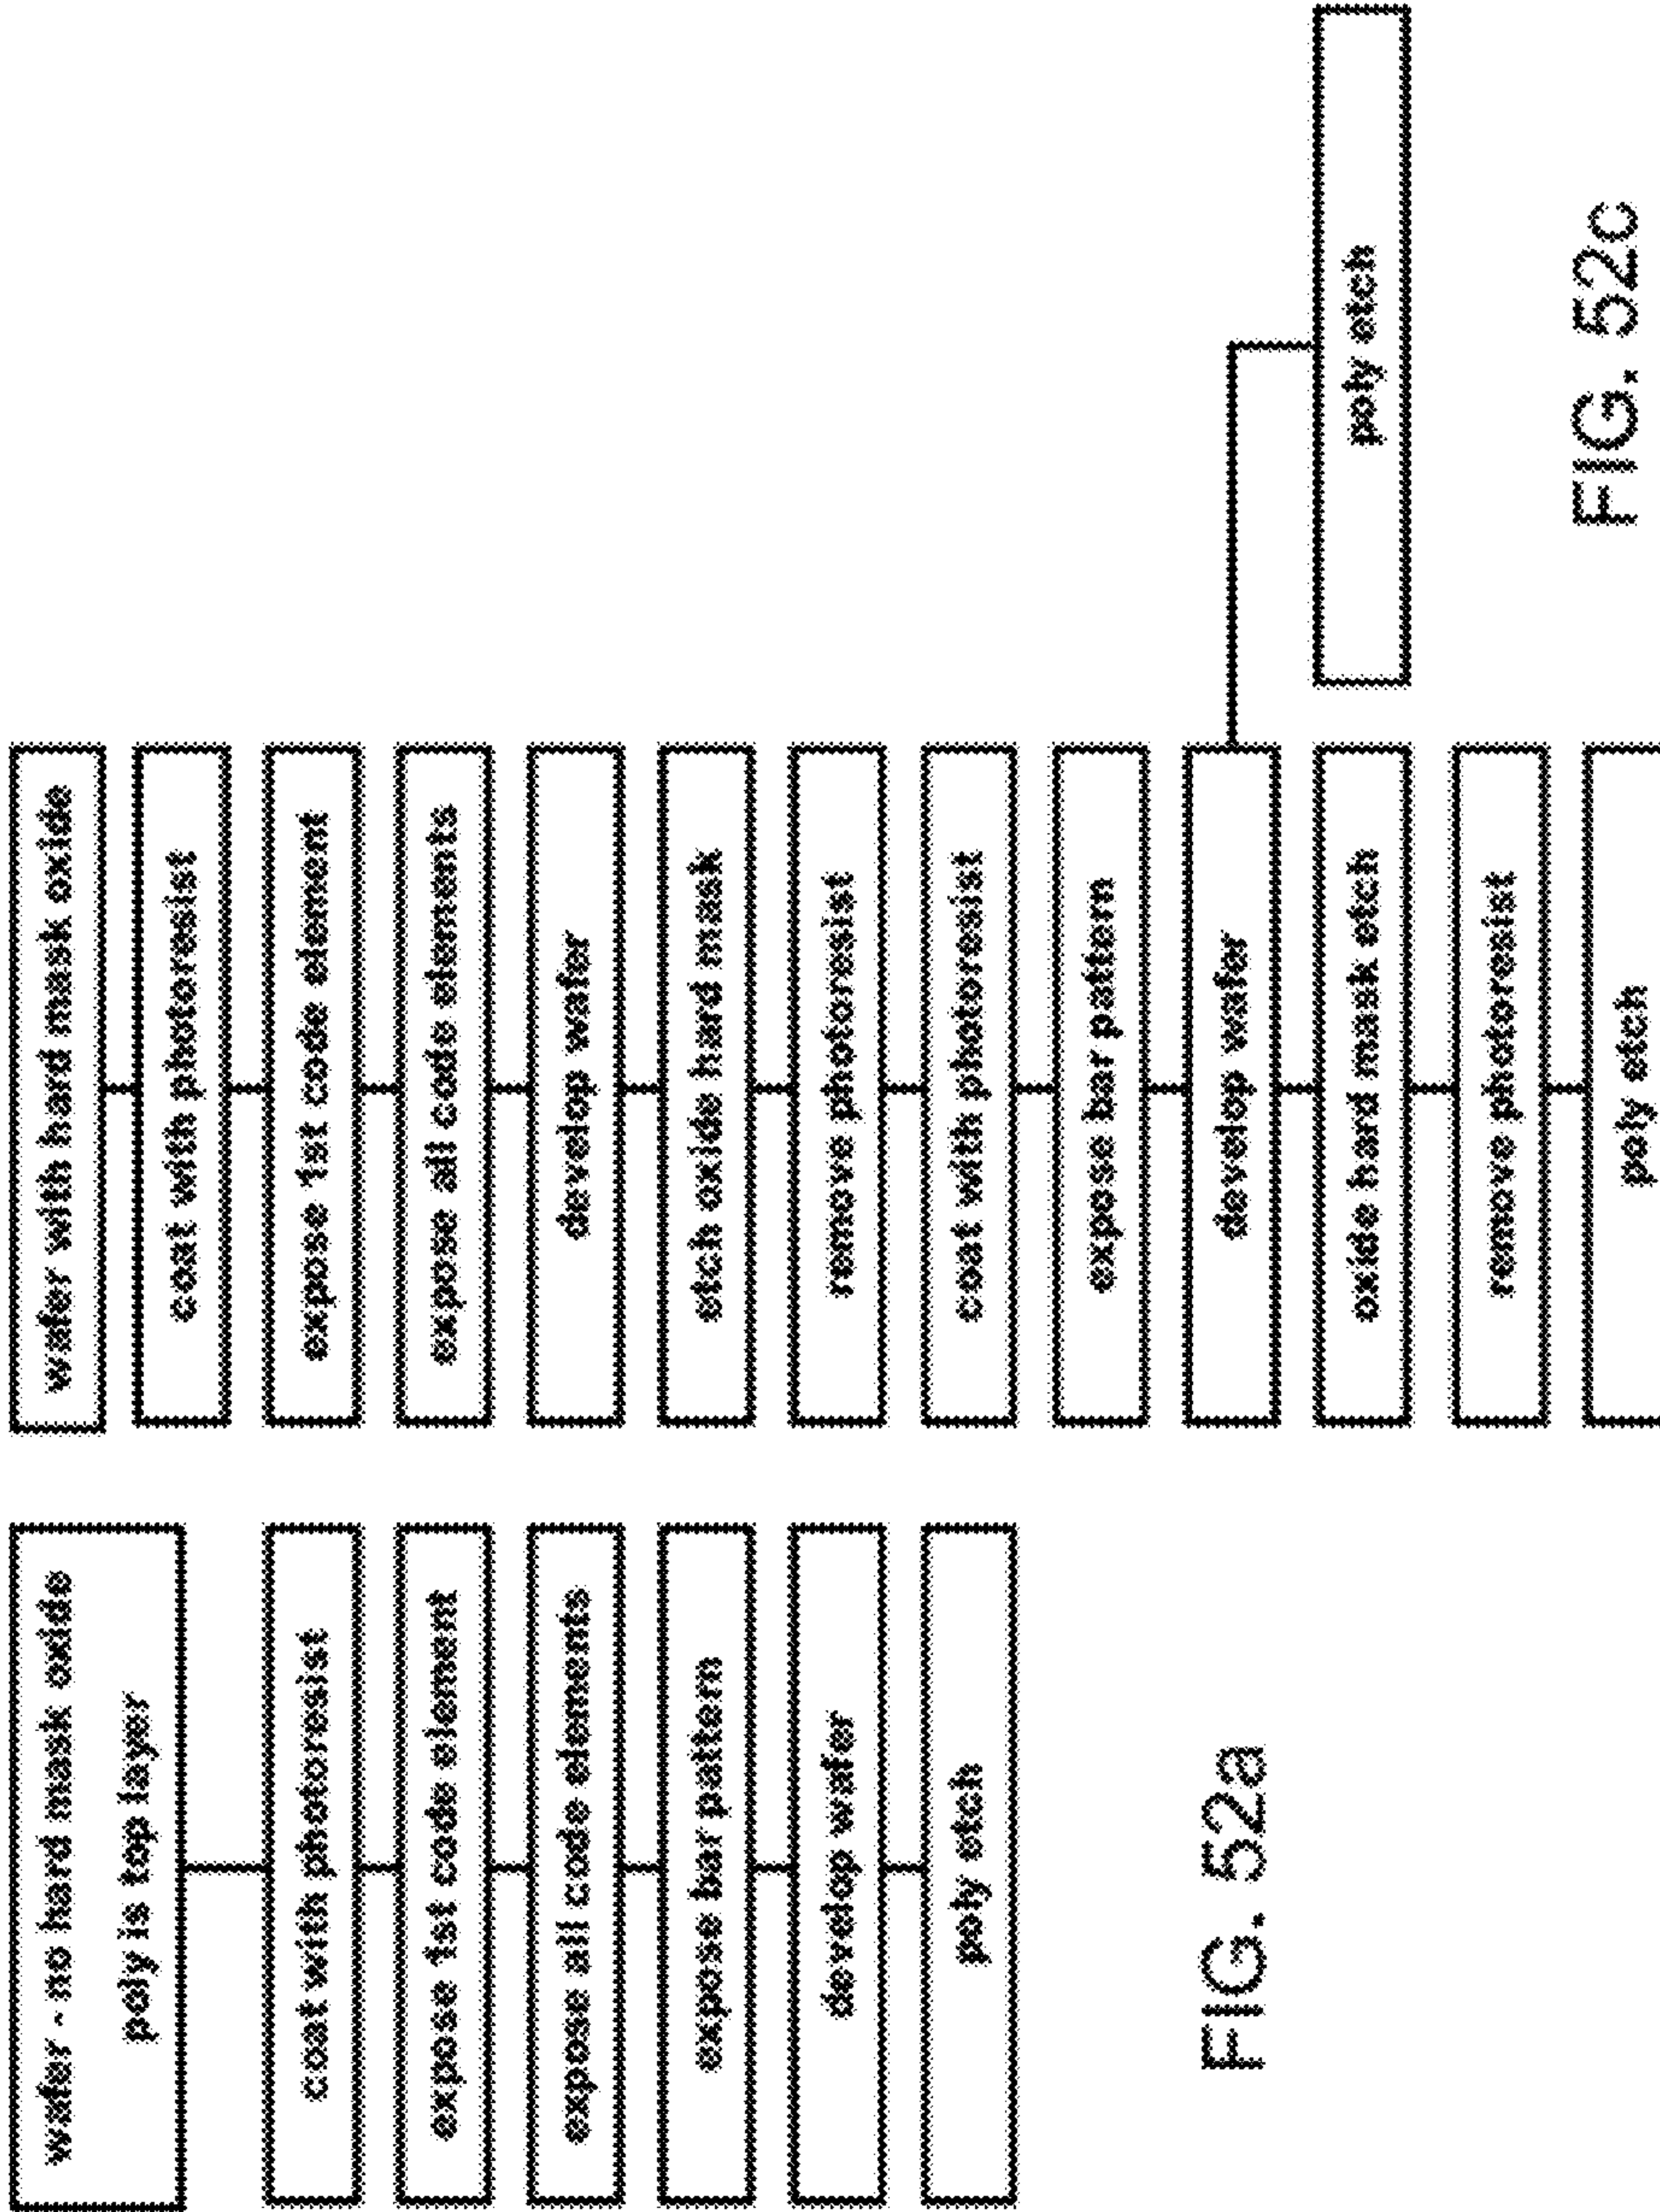 wafer - no hard mask oxide
poly is top layer
coat with photoresist
expose 1st code element
expose all code elements
expose bar pattern
develop wafer
poly etch
FIG. 52a
wafer with hard mask oxide
coat with photoresist
expose 1st code element
expose all code elements
develop wafer
etch oxide hard mask
remove photoresist
coat with photoresist
expose bar pattern
develop wafer
oxide hard mask etch
remove photoresist
poly etch
poly etch
FIG. 52c